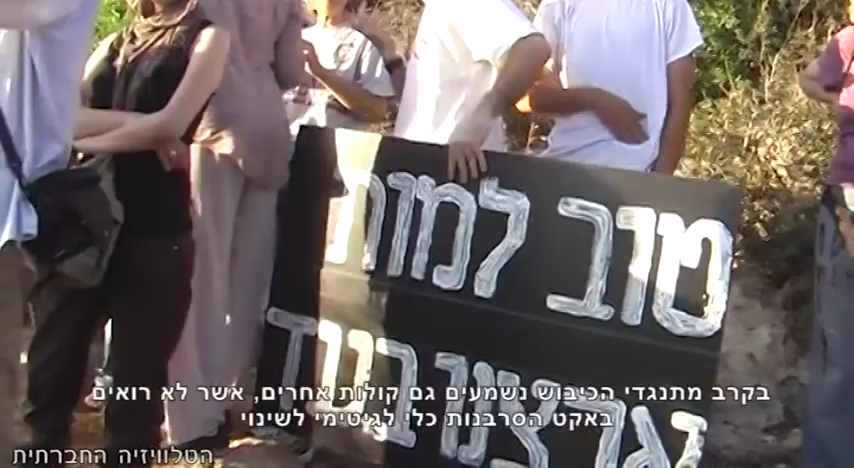 טוב למות
בקרב מתנגדי הכיבוש נשמעים גם קולות אחרים, אשר לא רואים
באקט הסרבנות כלי לגיטימי לשינוי
הטלוויזיה החברתית